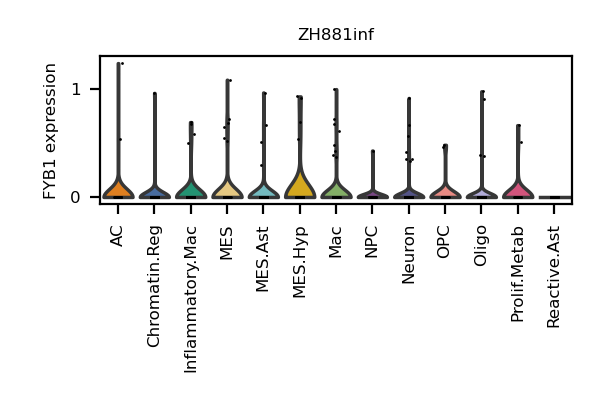 ZH881inf
FYB1 expression
1
0
AC
Chromatin.Reg
Inflammatory.Mac
MES
MES.Ast
MES.Hyp
Mac
NPC
Neuron
OPC
Oligo
Prolif.Metab
Reactive.Ast